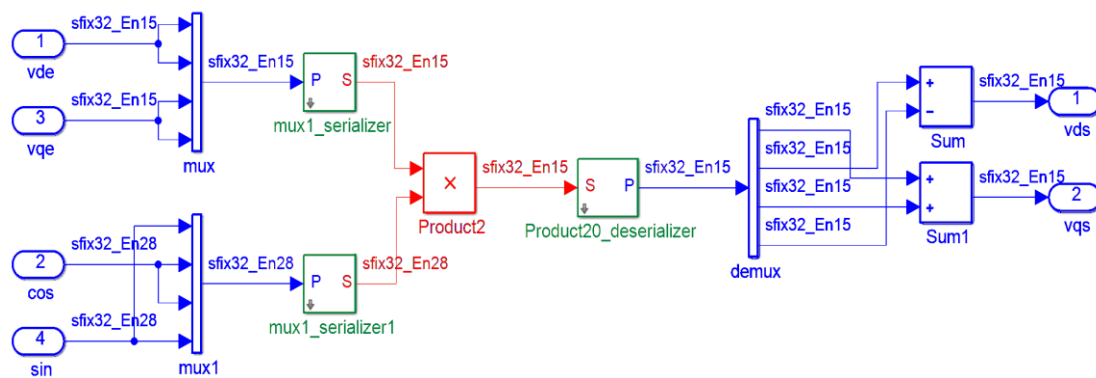 1
vde
sfix32_En15
3
vqe
sfix32_En15
mux
sfix32_En15
P S
mux1_serializer
sfix32_En15
2
cos
sfix32_En28
4
sin
sfix32_En28
mux1
sfix32_En28
P S
mux1_serializer1
sfix32_En28
×
Product2
sfix32_En15
S P
Product20_deserializer
sfix32_En15
demux
sfix32_En15
sfix32_En15
sfix32_En15
sfix32_En15
+
−
Sum
sfix32_En15
1
vds
+
+
Sum1
sfix32_En15
2
vqs